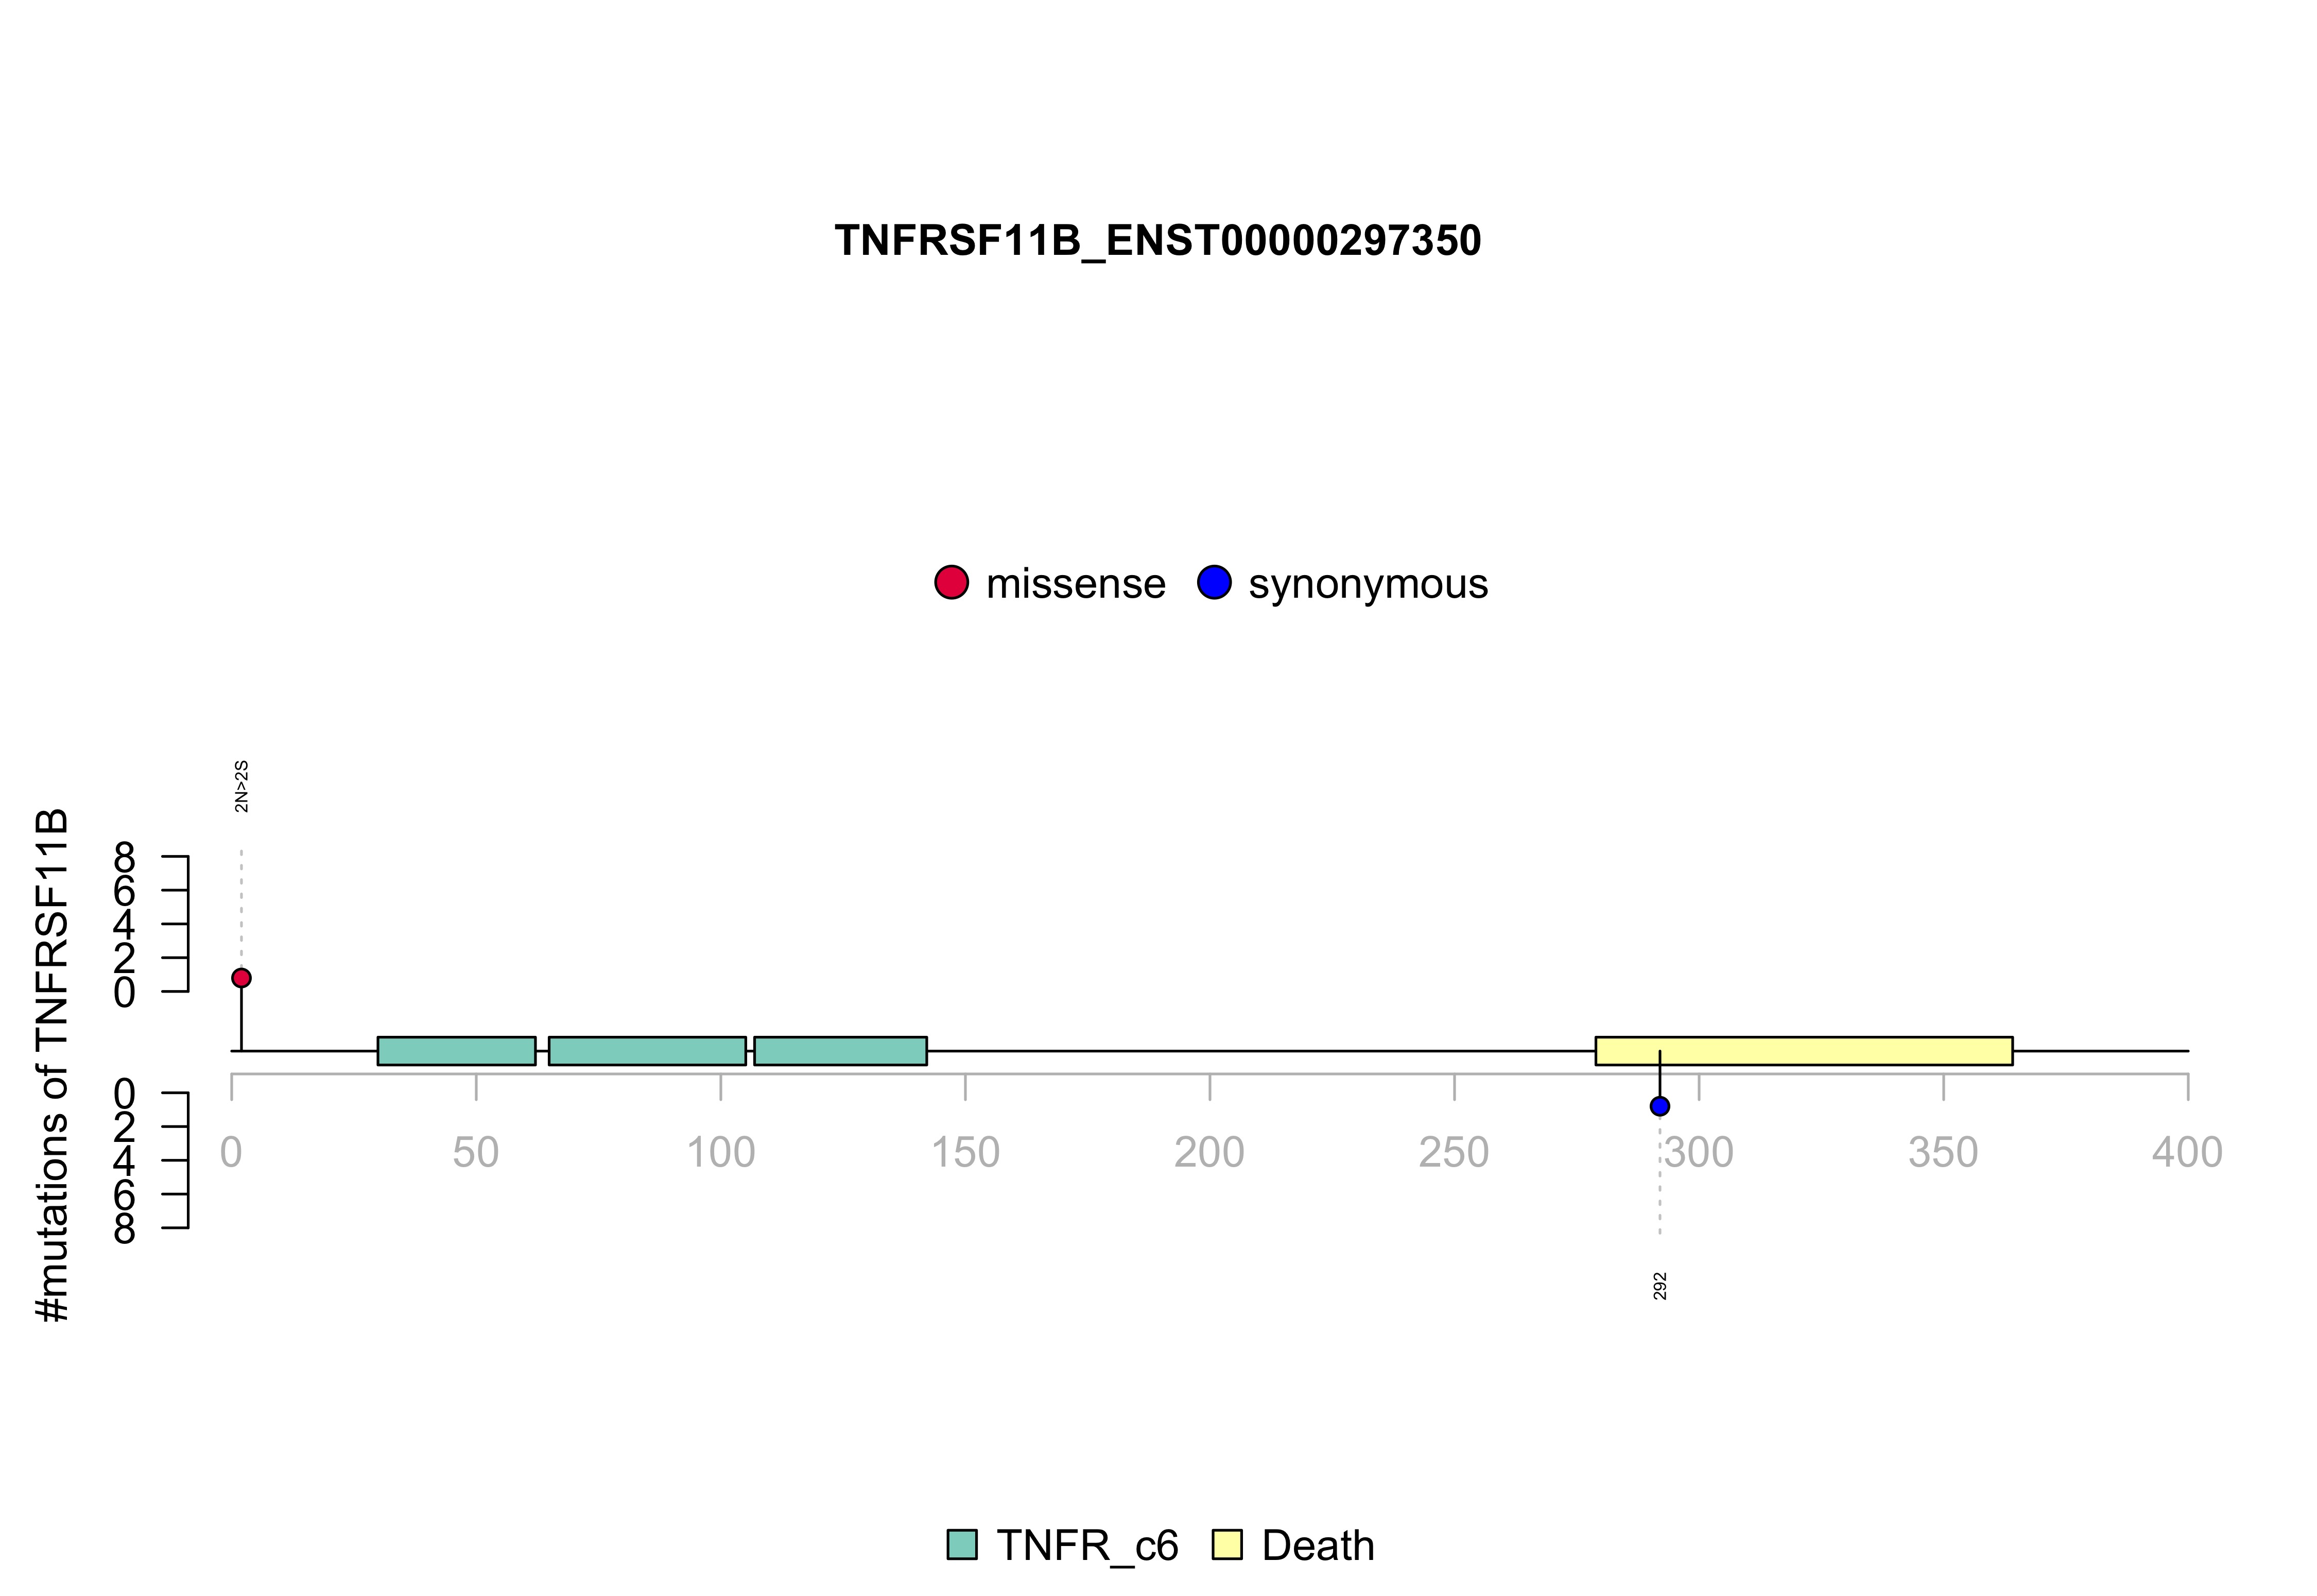 TNFRSF11B_ENST00000297350
missense synonymous
2N>2S
#mutations of TNFRSF11B
8
6
4
2
0
0
2
4
6
8
0 50 100 150 200 250 300 350 400
292
TNFR_c6 Death